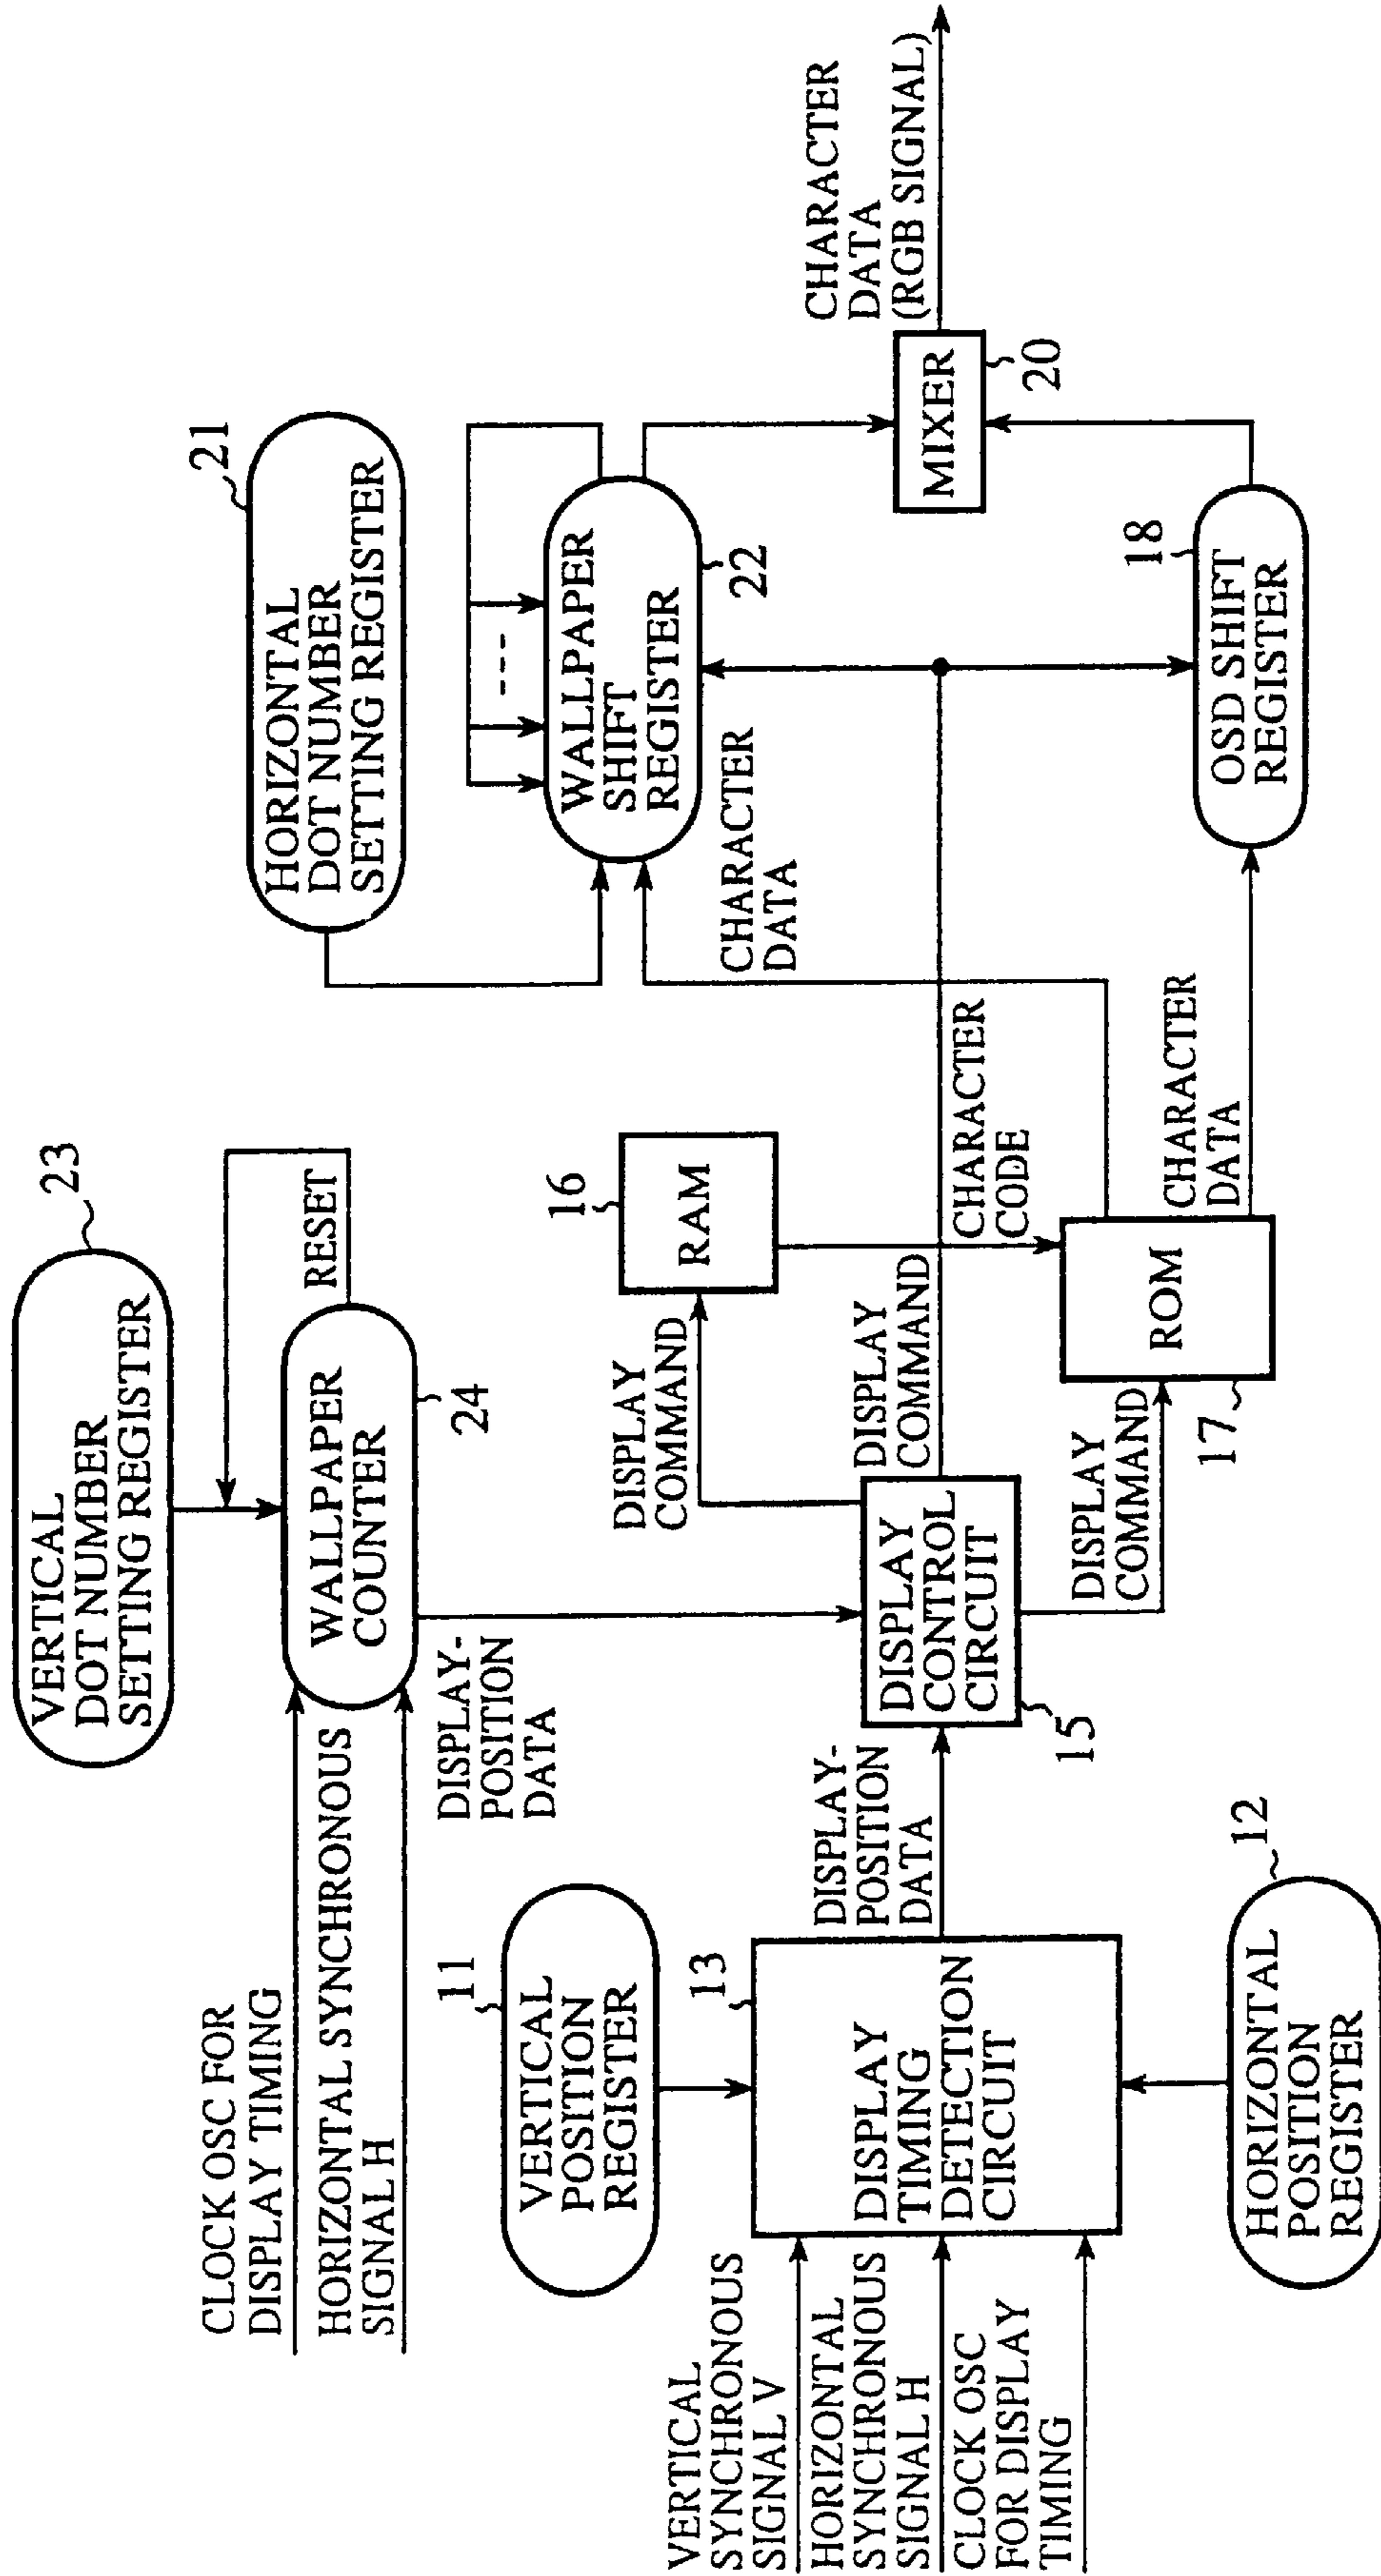 VERTICAL
DOT NUMBER
SETTING REGISTER
23
CLOCK OSC FOR
DISPLAY TIMING
HORIZONTAL SYNCHRONOUS
SIGNAL H
WALLPAPER
COUNTER
24
RESET
DISPLAY-
POSITION
DATA
HORIZONTAL
DOT NUMBER
SETTING REGISTER
21
WALLPAPER
SHIFT
REGISTER
22
---
11
VERTICAL
POSITION
REGISTER
VERTICAL
SYNCHRONOUS
SIGNAL V
HORIZONTAL
SYNCHRONOUS
SIGNAL H
CLOCK OSC
FOR DISPLAY
TIMING
13
DISPLAY
TIMING
DETECTION
CIRCUIT
HORIZONTAL
POSITION
REGISTER
12
DISPLAY-
POSITION
DATA
DISPLAY
CONTROL
CIRCUIT
15
DISPLAY
COMMAND
16
RAM
DISPLAY
COMMAND
CHARACTER
CODE
DISPLAY
COMMAND
ROM
17
CHARACTER
DATA
CHARACTER
DATA
18
OSD SHIFT
REGISTER
MIXER
20
CHARACTER
DATA
(RGB SIGNAL)